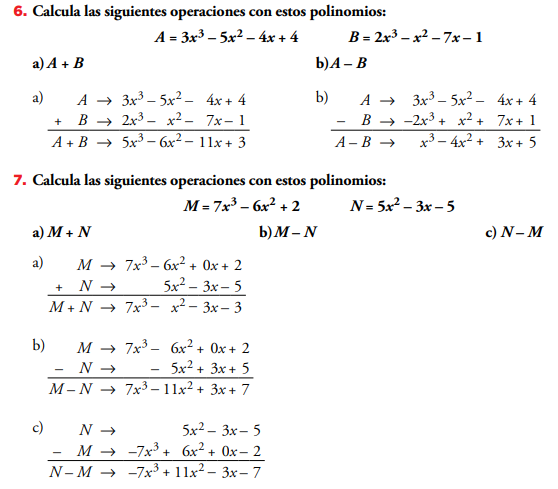 6. Calcula las siguientes operaciones con estos polinomios:
A = 3x³ – 5x² – 4x + 4 B = 2x³ – x² – 7x – 1
a) A + B b) A – B
a) A → 3x³ – 5x² – 4x + 4 b) A → 3x³ – 5x² – 4x + 4
+ B → 2x³ – x² – 7x – 1 – B → –2x³ + x² + 7x + 1
A + B → 5x³ – 6x² – 11x + 3 A – B → x³ – 4x² + 3x + 5
7. Calcula las siguientes operaciones con estos polinomios:
M = 7x³ – 6x² + 2 N = 5x² – 3x – 5
a) M + N b) M – N c) N – M
a) M → 7x³ – 6x² + 0x + 2
+ N → 5x² – 3x – 5
M + N → 7x³ – x² – 3x – 3
b) M → 7x³ – 6x² + 0x + 2
– N → – 5x² + 3x + 5
M – N → 7x³ – 11x² + 3x + 7
c) N → 5x² – 3x – 5
– M → –7x³ + 6x² + 0x – 2
N – M → –7x³ + 11x² – 3x – 7